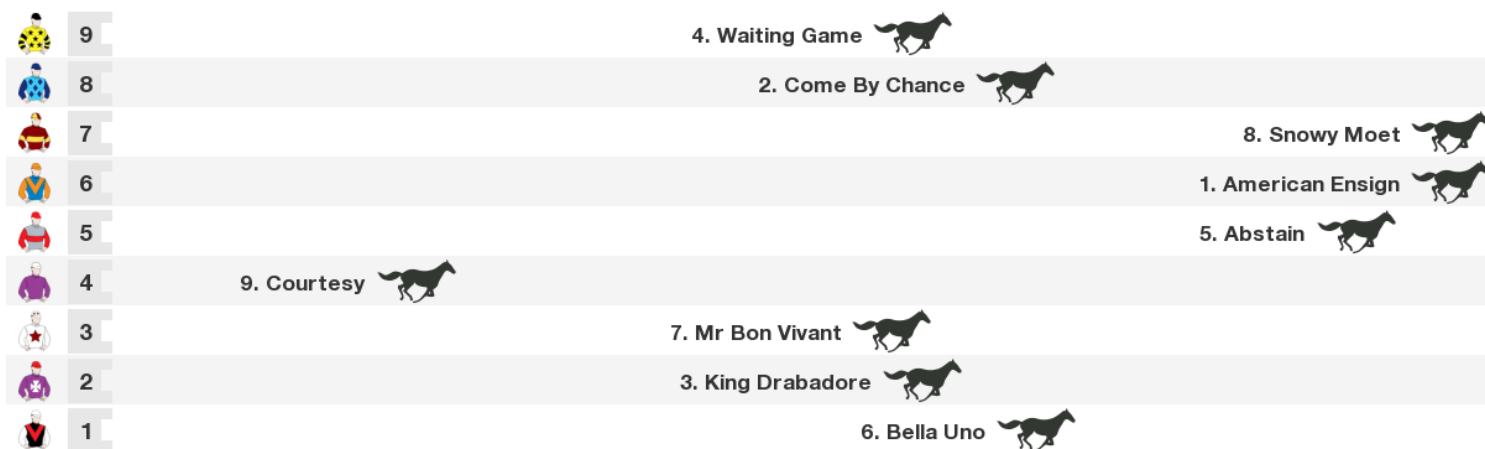 9 4. Waiting Game
8 2. Come By Chance
7 8. Snowy Moet
6 1. American Ensign
5 5. Abstain
4 9. Courtesy
3 7. Mr Bon Vivant
2 3. King Drabadore
1 6. Bella Uno